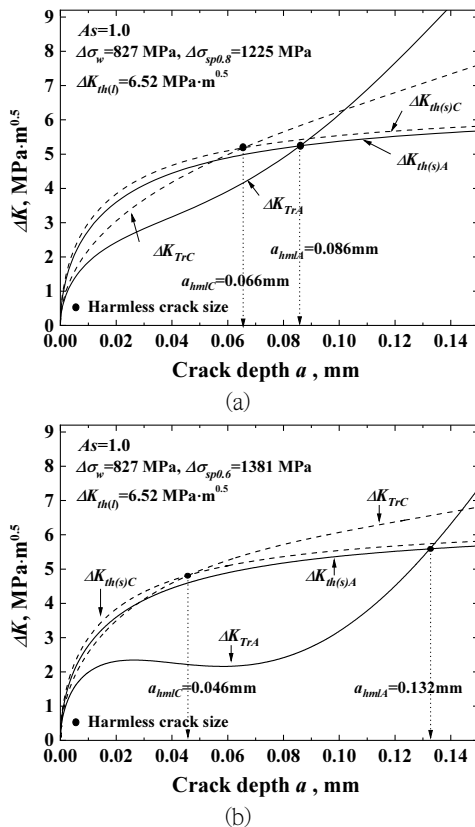 As=1.0
Δσw=827 MPa, Δσsp0.8=1225 MPa
ΔKth(l)=6.52 MPa·m0.5
ΔKth(s)C
ΔKth(s)A
ΔKTrA
ΔKTrC
ahmlA=0.086mm
ahmlC=0.066mm
Harmless crack size
ΔK, MPa·m0.5
9
8
7
6
5
4
3
2
1
0
0.00 0.02 0.04 0.06 0.08 0.10 0.12 0.14
Crack depth a , mm
(a)
As=1.0
Δσw=827 MPa, Δσsp0.6=1381 MPa
ΔKth(l)=6.52 MPa·m0.5
ΔKTrC
ΔKth(s)C
ΔKth(s)A
ΔKTrA
ahmlC=0.046mm
ahmlA=0.132mm
Harmless crack size
ΔK, MPa·m0.5
9
8
7
6
5
4
3
2
1
0
0.00 0.02 0.04 0.06 0.08 0.10 0.12 0.14
Crack depth a , mm
(b)